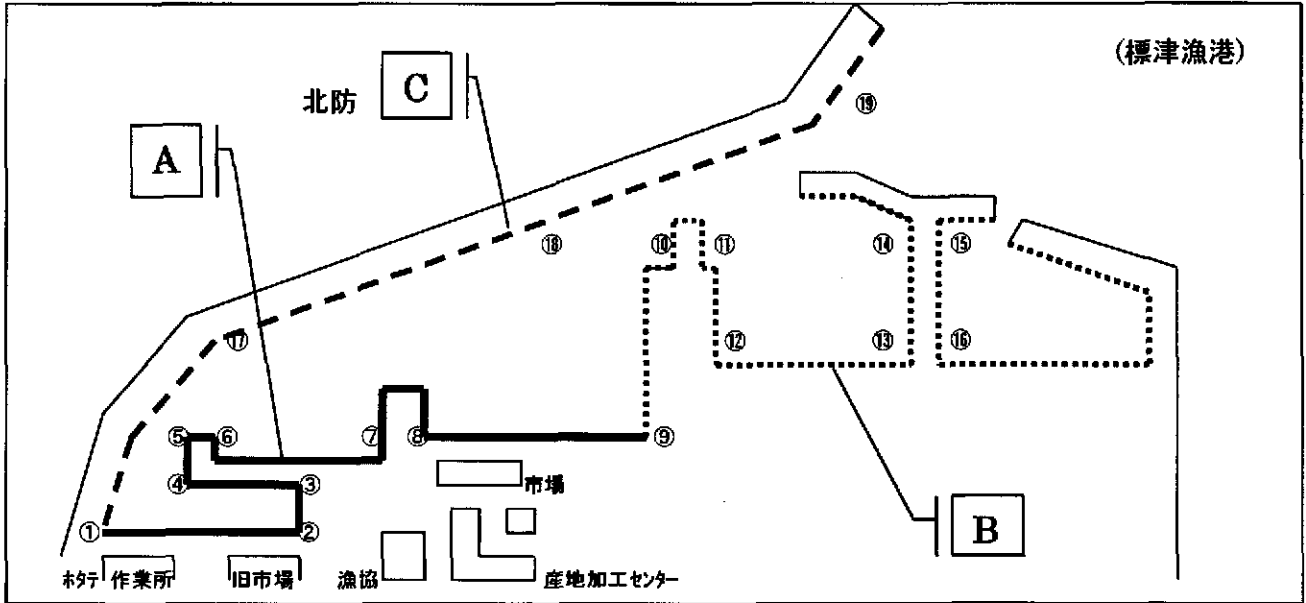 (標津漁港)
北防
C
A
⑲
⑱
⑩
⑪
⑭
⑮
⑰
⑫
⑬
⑯
⑤
⑥
⑦
⑧
⑨
④
③
市場
①
②
B
ホタテ作業所
旧市場
漁協
産地加工センター